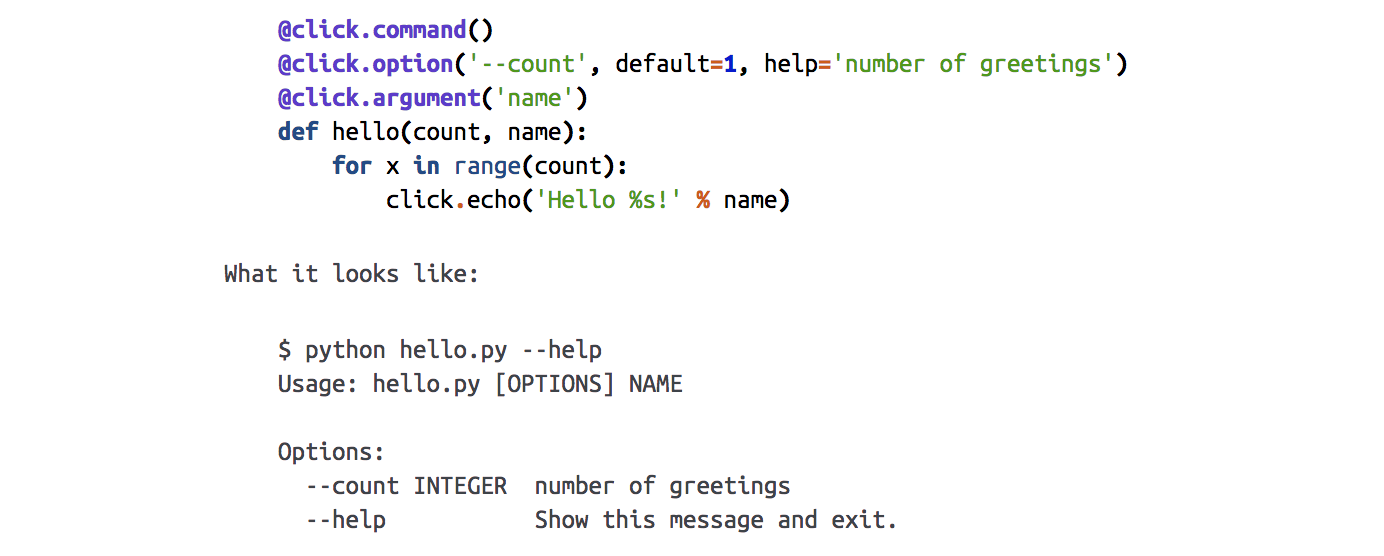 @click.command()
@click.option('--count', default=1, help='number of greetings')
@click.argument('name')
def hello(count, name):
    for x in range(count):
        click.echo('Hello %s!' % name)
What it looks like:
$ python hello.py --help
Usage: hello.py [OPTIONS] NAME
Options:
  --count INTEGER  number of greetings
  --help           Show this message and exit.